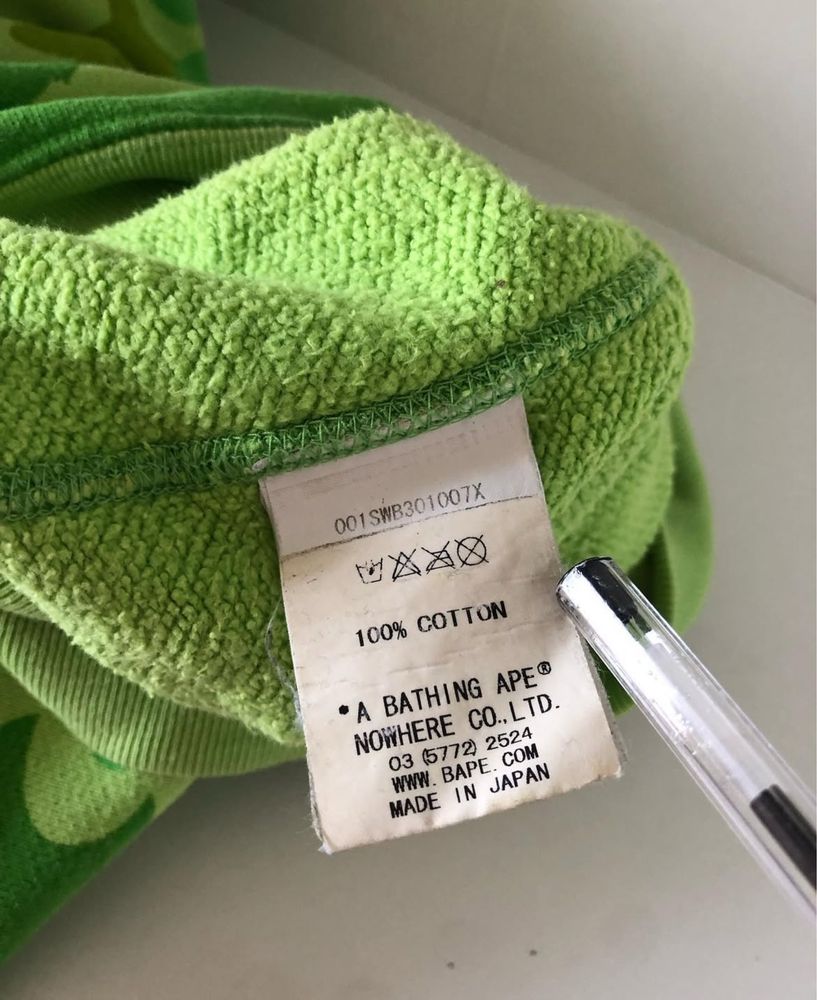 001SWB301007X
100% COTTON
*A BATHING APE®
NOWHERE CO., LTD.
03 (5772) 2524
WWW. BAPE. COM
MADE IN JAPAN